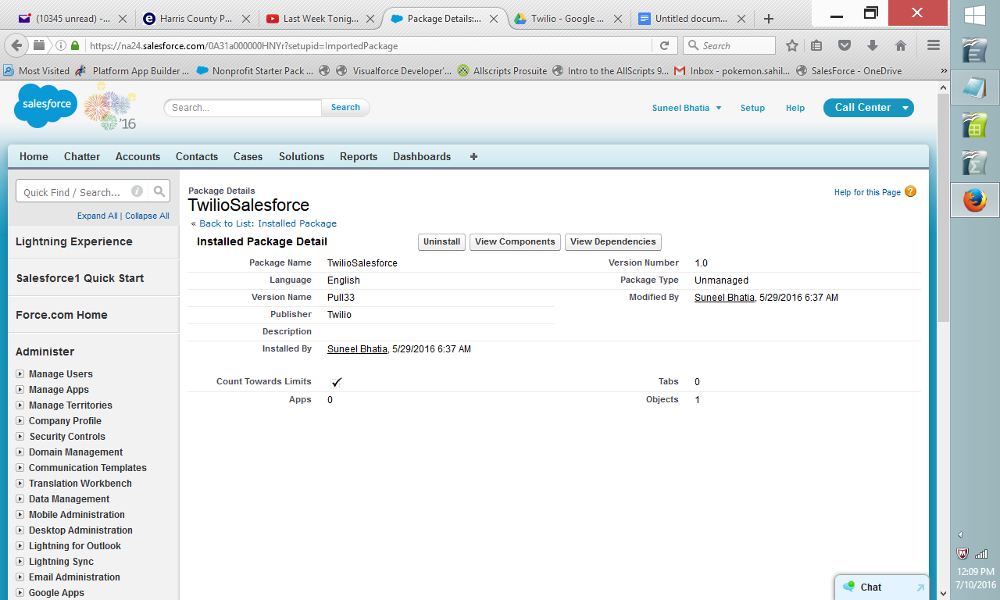 (10345 unread) -...
Harris County P...
Last Week Tonig...
Package Details:...
Twilio - Google ...
Untitled docum...
https://na24.salesforce.com/0A31a000000HNYr?setupid=ImportedPackage
Search
Most Visited
Platform App Builder ...
Nonprofit Starter Pack ...
Visualforce Developer'...
Allscripts Prosuite
Intro to the AllScripts 9...
Inbox - pokemon.sahil...
SalesForce - OneDrive
salesforce
'16
Search...
Search
Suneel Bhatia
Setup
Help
Call Center
Home
Chatter
Accounts
Contacts
Cases
Solutions
Reports
Dashboards
Quick Find / Search...
Expand All | Collapse All
Lightning Experience
Salesforce1 Quick Start
Force.com Home
Administer
Manage Users
Manage Apps
Manage Territories
Company Profile
Security Controls
Domain Management
Communication Templates
Translation Workbench
Data Management
Mobile Administration
Desktop Administration
Lightning for Outlook
Lightning Sync
Email Administration
Google Apps
Package Details
TwilioSalesforce
Help for this Page
« Back to List: Installed Package
Installed Package Detail
Uninstall
View Components
View Dependencies
Package Name TwilioSalesforce
Version Number 1.0
Language English
Package Type Unmanaged
Version Name Pull33
Modified By Suneel Bhatia, 5/29/2016 6:37 AM
Publisher Twilio
Description
Installed By Suneel Bhatia, 5/29/2016 6:37 AM
Count Towards Limits
Tabs 0
Apps 0
Objects 1
Chat
12:09 PM
7/10/2016